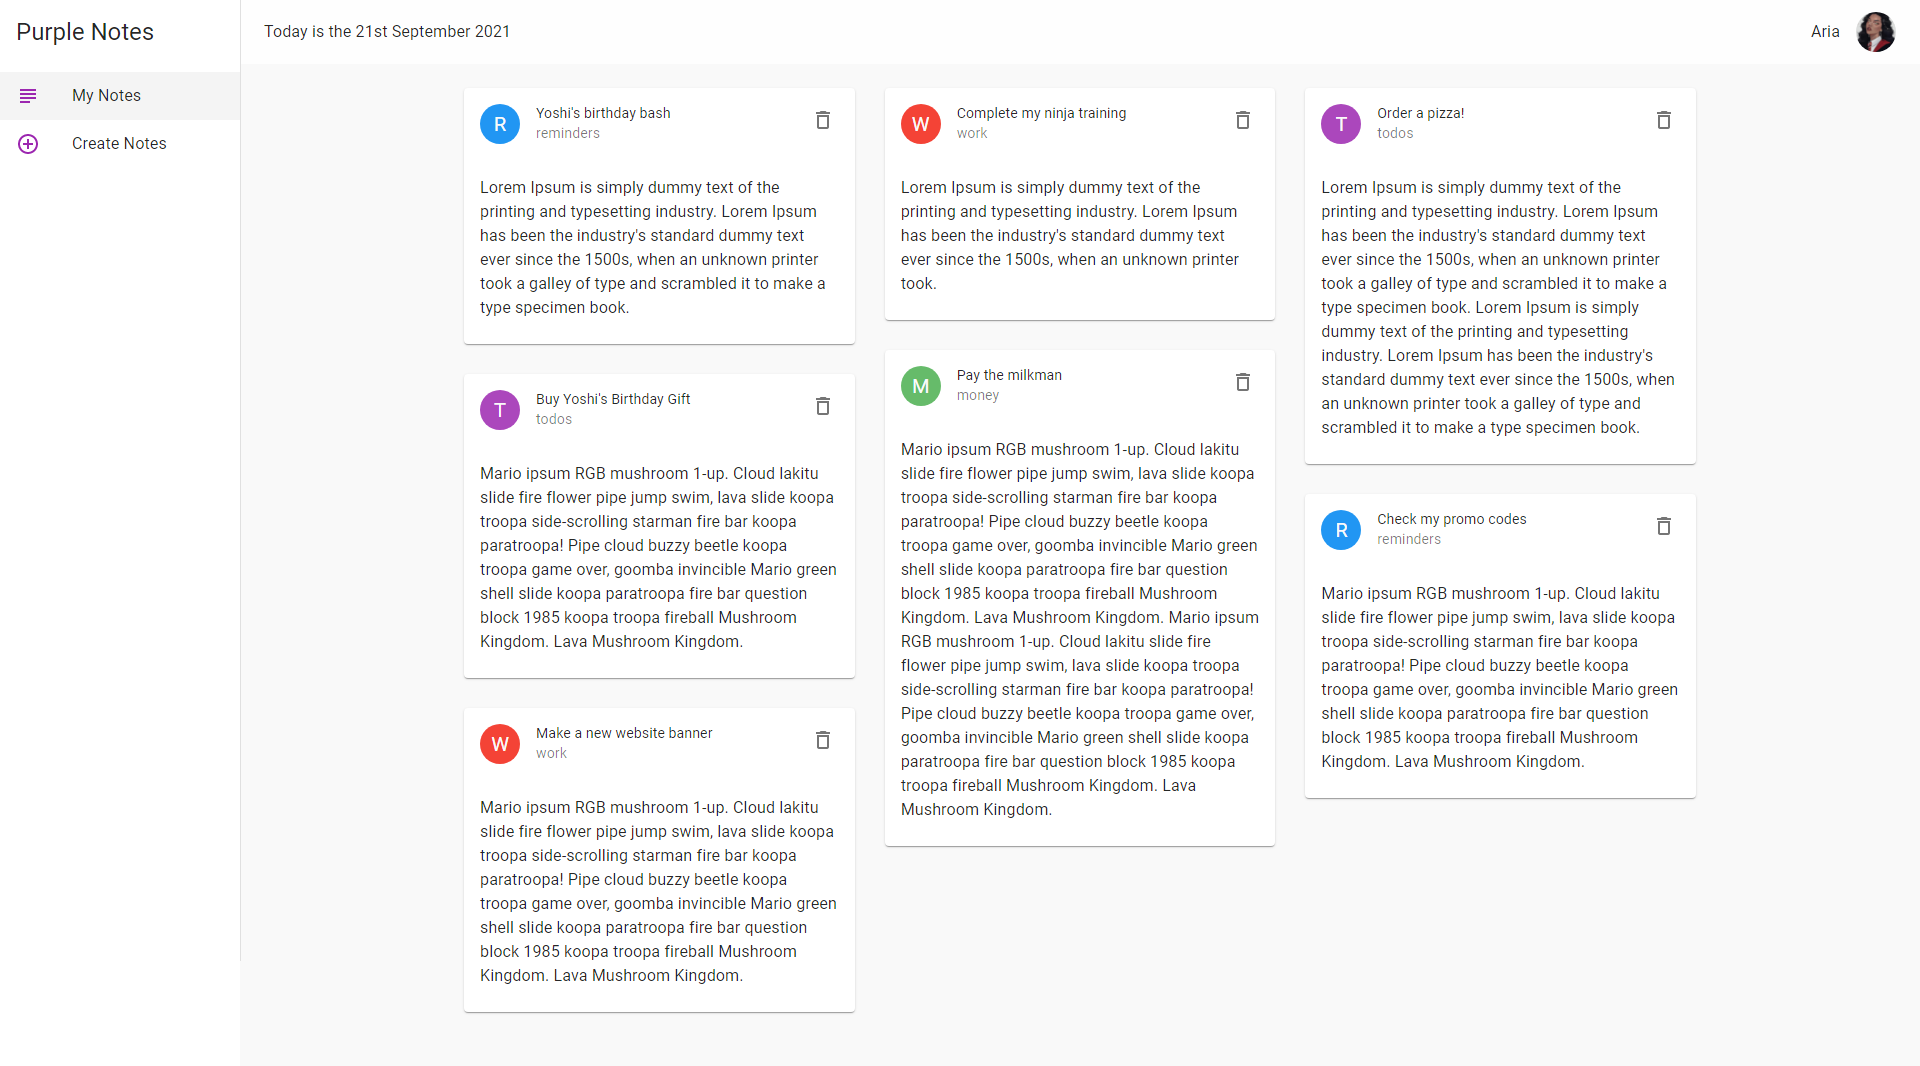 Purple Notes
My Notes
Create Notes
Today is the 21st September 2021
Aria
R
Yoshi's birthday bash
reminders
Lorem Ipsum is simply dummy text of the
printing and typesetting industry. Lorem Ipsum
has been the industry's standard dummy text
ever since the 1500s, when an unknown printer
took a galley of type and scrambled it to make a
type specimen book.
T
Buy Yoshi's Birthday Gift
todos
Mario ipsum RGB mushroom 1-up. Cloud lakitu
slide fire flower pipe jump swim, lava slide koopa
troopa side-scrolling starman fire bar koopa
paratroopa! Pipe cloud buzzy beetle koopa
troopa game over, goomba invincible Mario green
shell slide koopa paratroopa fire bar question
block 1985 koopa troopa fireball Mushroom
Kingdom. Lava Mushroom Kingdom.
W
Make a new website banner
work
Mario ipsum RGB mushroom 1-up. Cloud lakitu
slide fire flower pipe jump swim, lava slide koopa
troopa side-scrolling starman fire bar koopa
paratroopa! Pipe cloud buzzy beetle koopa
troopa game over, goomba invincible Mario green
shell slide koopa paratroopa fire bar question
block 1985 koopa troopa fireball Mushroom
Kingdom. Lava Mushroom Kingdom.
W
Complete my ninja training
work
Lorem Ipsum is simply dummy text of the
printing and typesetting industry. Lorem Ipsum
has been the industry's standard dummy text
ever since the 1500s, when an unknown printer
took.
M
Pay the milkman
money
Mario ipsum RGB mushroom 1-up. Cloud lakitu
slide fire flower pipe jump swim, lava slide koopa
troopa side-scrolling starman fire bar koopa
paratroopa! Pipe cloud buzzy beetle koopa
troopa game over, goomba invincible Mario green
shell slide koopa paratroopa fire bar question
block 1985 koopa troopa fireball Mushroom
Kingdom. Lava Mushroom Kingdom. Mario ipsum
RGB mushroom 1-up. Cloud lakitu slide fire
flower pipe jump swim, lava slide koopa troopa
side-scrolling starman fire bar koopa paratroopa!
Pipe cloud buzzy beetle koopa troopa game over,
goomba invincible Mario green shell slide koopa
paratroopa fire bar question block 1985 koopa
troopa fireball Mushroom Kingdom. Lava
Mushroom Kingdom.
T
Order a pizza!
todos
Lorem Ipsum is simply dummy text of the
printing and typesetting industry. Lorem Ipsum
has been the industry's standard dummy text
ever since the 1500s, when an unknown printer
took a galley of type and scrambled it to make a
type specimen book. Lorem Ipsum is simply
dummy text of the printing and typesetting
industry. Lorem Ipsum has been the industry's
standard dummy text ever since the 1500s, when
an unknown printer took a galley of type and
scrambled it to make a type specimen book.
R
Check my promo codes
reminders
Mario ipsum RGB mushroom 1-up. Cloud lakitu
slide fire flower pipe jump swim, lava slide koopa
troopa side-scrolling starman fire bar koopa
paratroopa! Pipe cloud buzzy beetle koopa
troopa game over, goomba invincible Mario green
shell slide koopa paratroopa fire bar question
block 1985 koopa troopa fireball Mushroom
Kingdom. Lava Mushroom Kingdom.